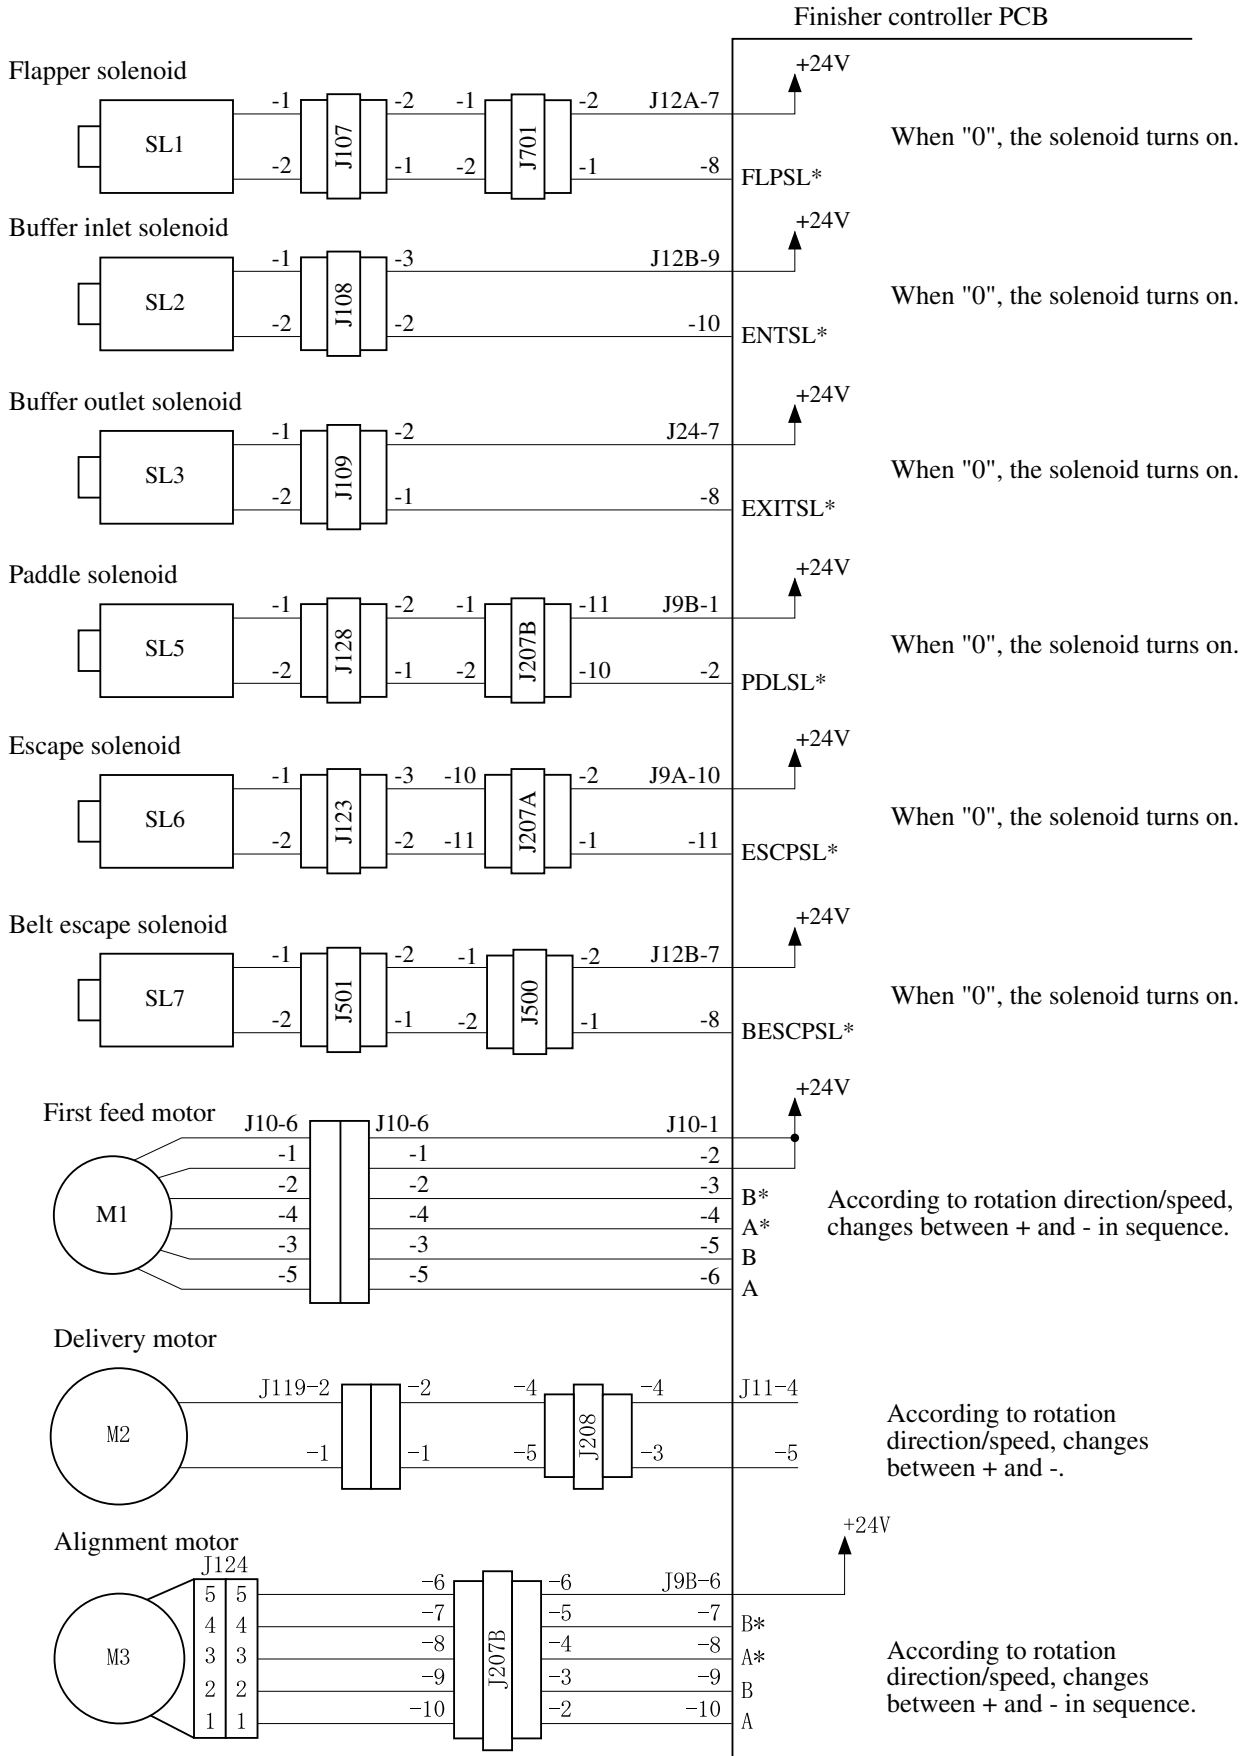 Finisher controller PCB
Flapper solenoid
+24V
-1 -2 -1 -2 J12A-7
SL1 J107 J701
When "0", the solenoid turns on.
-2 -1 -2 -1 -8 FLPSL*
Buffer inlet solenoid
+24V
-1 -3 J12B-9
SL2 J108
When "0", the solenoid turns on.
-2 -2 -10 ENTSL*
Buffer outlet solenoid
+24V
-1 -2 J24-7
SL3 J109
When "0", the solenoid turns on.
-2 -1 -8 EXITSL*
Paddle solenoid
+24V
-1 -2 -1 -11 J9B-1
SL5 J128 J207B
When "0", the solenoid turns on.
-2 -1 -2 -10 -2 PDLSL*
Escape solenoid
+24V
-1 -3 -10 -2 J9A-10
SL6 J123 J207A
When "0", the solenoid turns on.
-2 -2 -11 -1 -11 ESCPSL*
Belt escape solenoid
+24V
-1 -2 -1 -2 J12B-7
SL7 J501 J500
When "0", the solenoid turns on.
-2 -1 -2 -1 -8 BESCPSL*
+24V
First feed motor
J10-6 J10-6 J10-1
-1 -1 -2
-2 -2 -3 B*
M1
-4 -4 -4 A*
-3 -3 -5 B
-5 -5 -6 A
According to rotation direction/speed,
changes between + and - in sequence.
Delivery motor
J119-2 -2 -4 -4 J11-4
M2 J208
-1 -1 -5 -3 -5
According to rotation
direction/speed, changes
between + and -.
Alignment motor
+24V
J124
5 5 -6 -6 J9B-6
4 4 -7 -5 -7 B*
M3 3 3 -8 J207B -4 -8 A*
2 2 -9 -3 -9 B
1 1 -10 -2 -10 A
According to rotation
direction/speed, changes
between + and - in sequence.